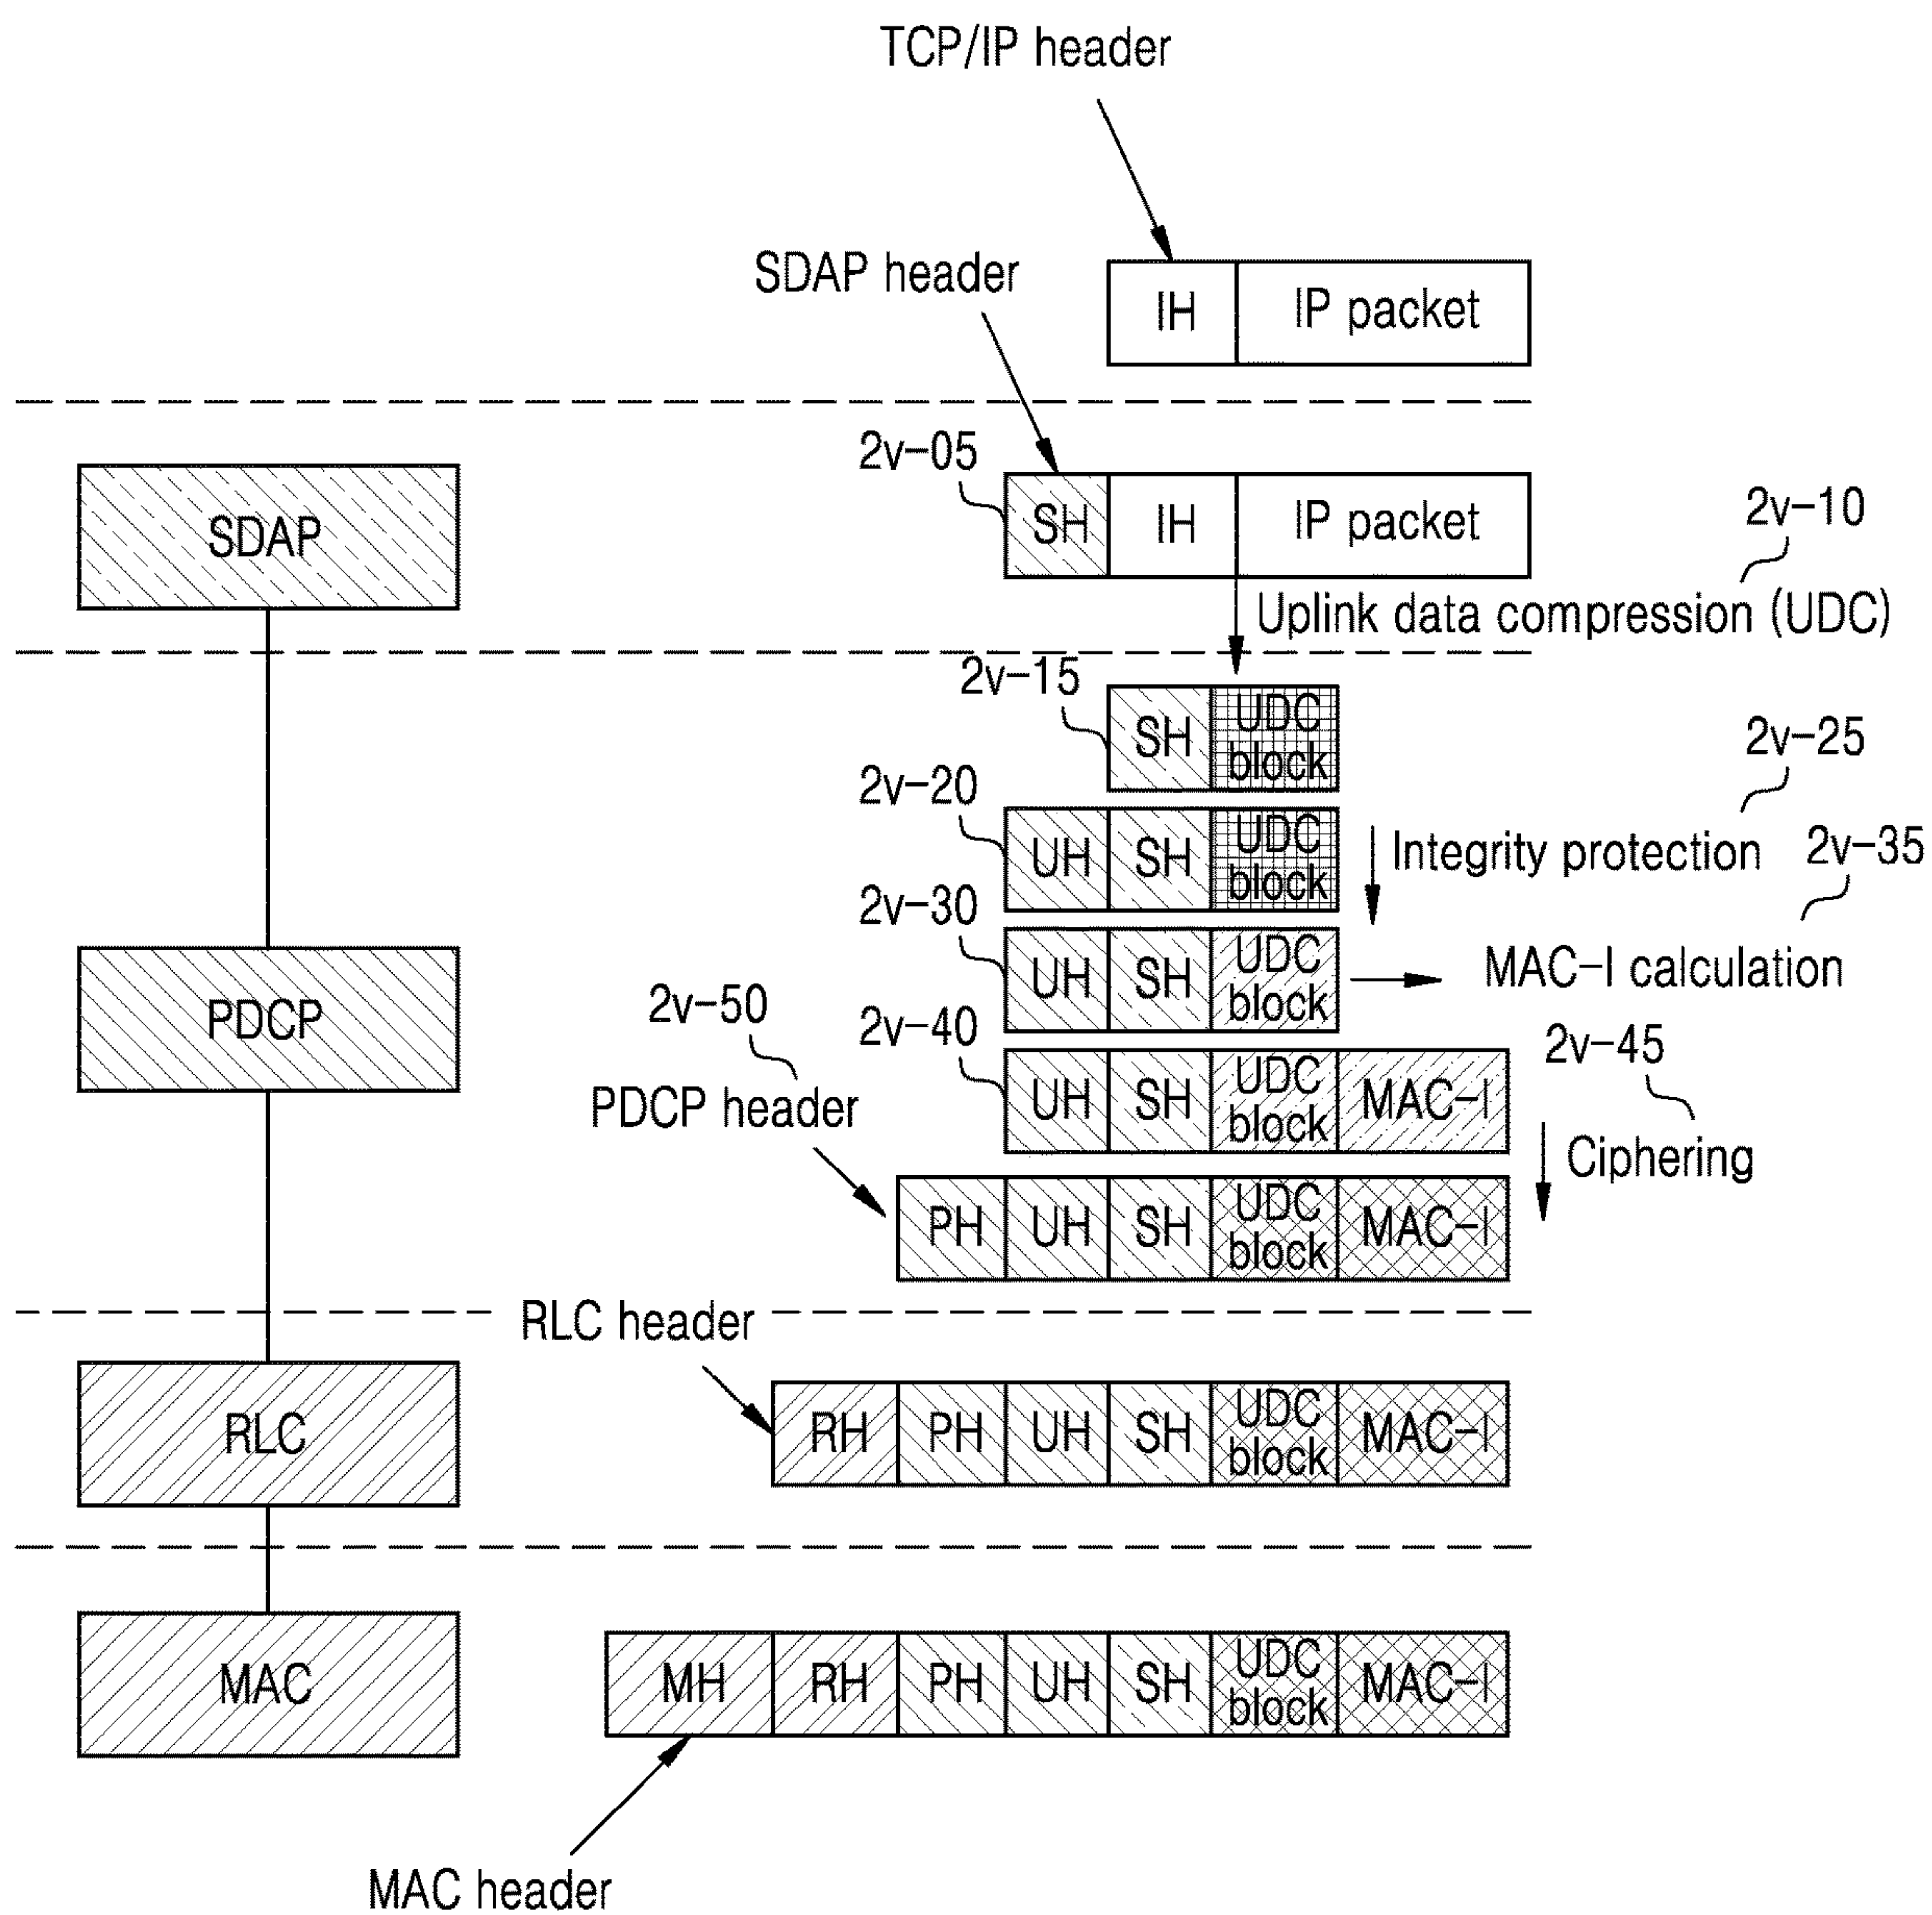 TCP/IP header
SDAP header
IH IP packet
2v-05
SDAP
SH IH IP packet
2v-10
Uplink data compression (UDC)
2v-15
SH UDC block
2v-25
2v-20
UH SH UDC block
Integrity protection
2v-35
2v-30
UH SH UDC block
MAC-I calculation
PDCP
2v-50
2v-40
2v-45
PDCP header
UH SH UDC block MAC-I
Ciphering
PH UH SH UDC block MAC-I
RLC header
RLC
RH PH UH SH UDC block MAC-I
MAC
MH RH PH UH SH UDC block MAC-I
MAC header